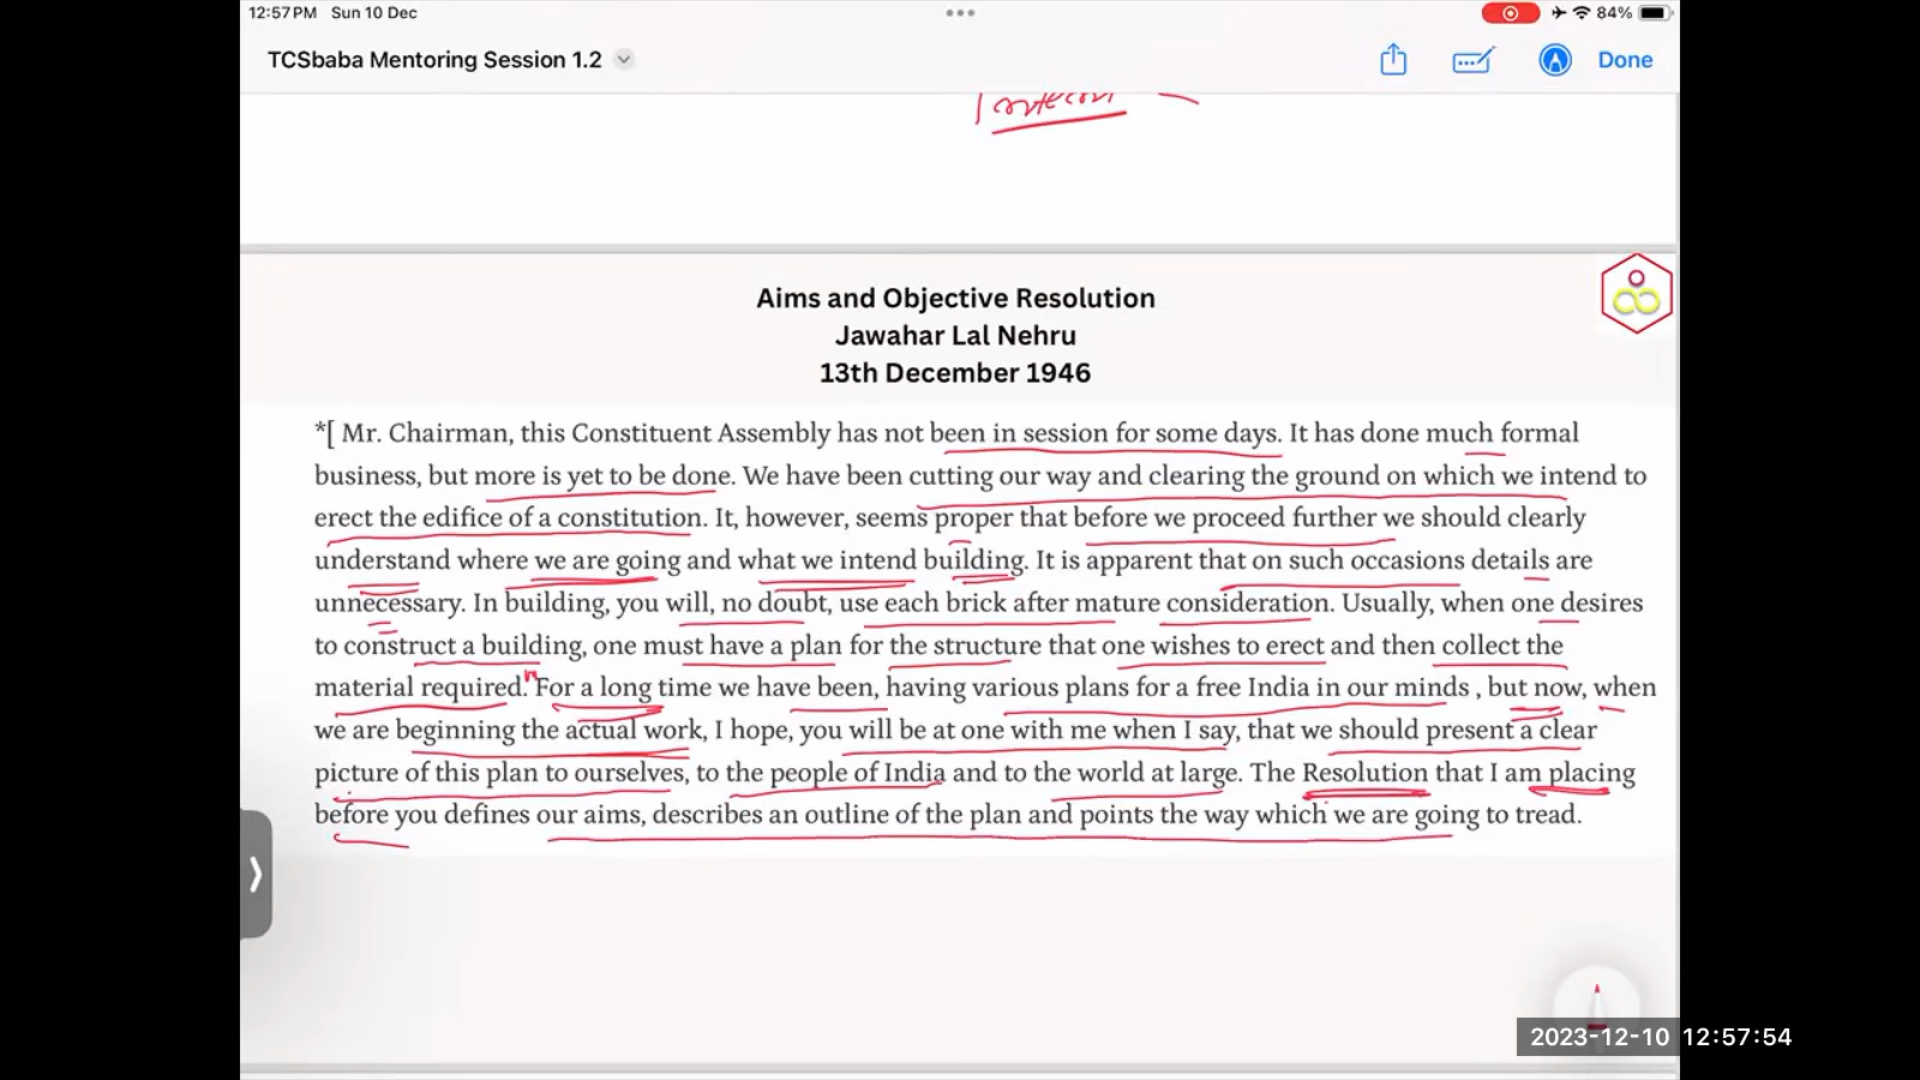 12:57 PM Sun 10 Dec
84%
TCSbaba Mentoring Session 1.2
Done
Aims and Objective Resolution
Jawahar Lal Nehru
13th December 1946
*[ Mr. Chairman, this Constituent Assembly has not been in session for some days. It has done much formal
business, but more is yet to be done. We have been cutting our way and clearing the ground on which we intend to
erect the edifice of a constitution. It, however, seems proper that before we proceed further we should clearly
understand where we are going and what we intend building. It is apparent that on such occasions details are
unnecessary. In building, you will, no doubt, use each brick after mature consideration. Usually, when one desires
to construct a building, one must have a plan for the structure that one wishes to erect and then collect the
material required. For a long time we have been, having various plans for a free India in our minds , but now, when
we are beginning the actual work, I hope, you will be at one with me when I say, that we should present a clear
picture of this plan to ourselves, to the people of India and to the world at large. The Resolution that I am placing
before you defines our aims, describes an outline of the plan and points the way which we are going to tread.
2023-12-10 12:57:54